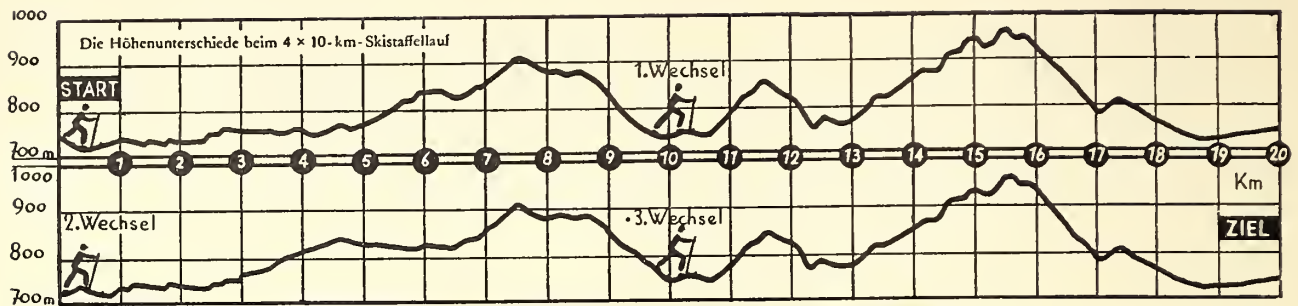 1000
Die Höhenunterschiede beim 4 × 10-km-Skistaffellauf
900
1.Wechsel
START
800
700 m
1 2 3 4 5 6 7 8 9 10 11 12 13 14 15 16 17 18 19 20
1000
Km
900
2.Wechsel
3.Wechsel
ZIEL
800
700 m